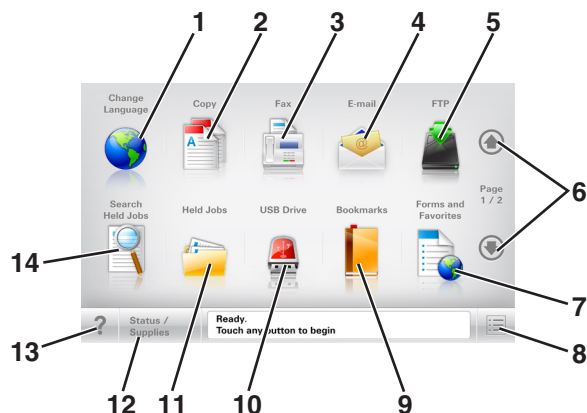 1 2 3 4 5
Change
Language
Copy
Fax
E-mail
FTP
A
@
6
Page
1 / 2
Search
Held Jobs
Held Jobs
USB Drive
Bookmarks
Forms and
Favorites
14
7
?
Status /
Supplies
Ready.
Touch any button to begin
13
12
11
10
9
8